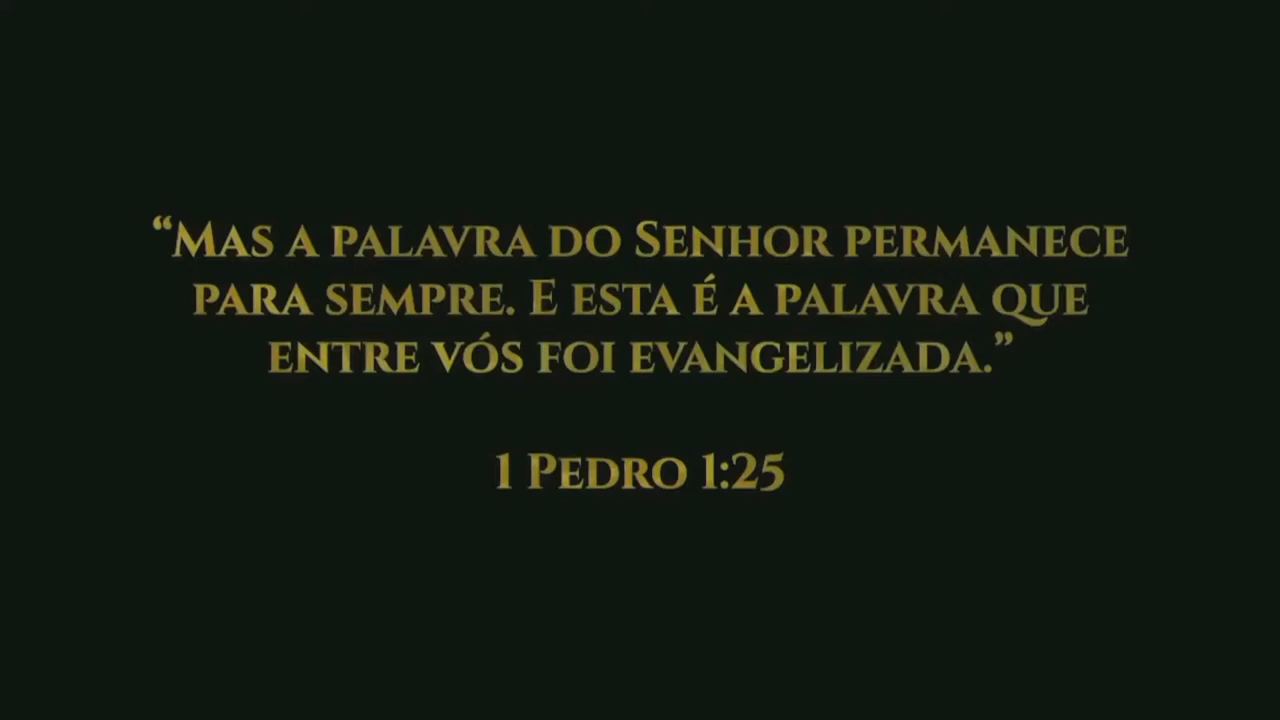 “Mas a palavra do Senhor permanece
para sempre. E esta é a palavra que
entre vós foi evangelizada.”
1 Pedro 1:25